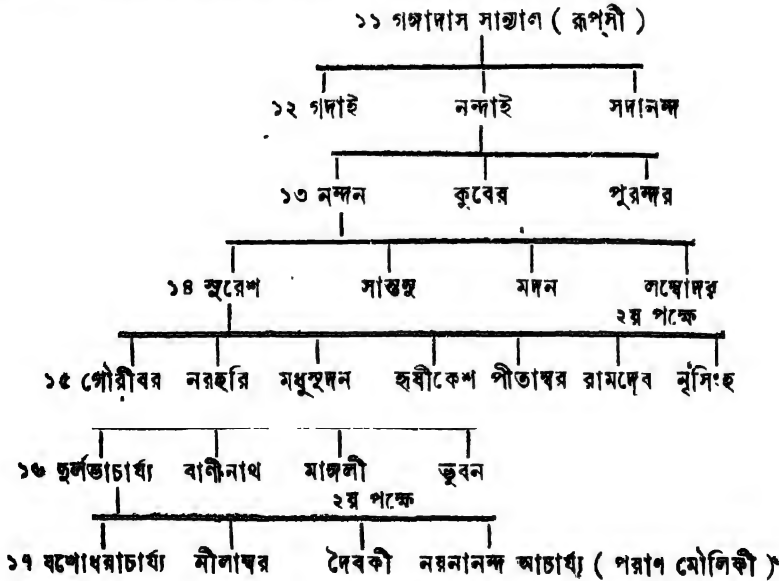 ১১ গঙ্গাদাস সান্যাল ( রূপ্‌সী )
১২ গদাই নন্দাই সদানন্দ
১৩ নন্দন কুবের পুরন্দর
১৪ সুরেশ সান্তনু মদন লম্বোদর
২য় পক্ষে
১৫ গৌরীবর নরহরি মধুসূদন হৃষীকেশ পীতাম্বর রামদেব নৃসিংহ
১৬ দুর্লভাচার্য্য বাণীনাথ মাঙ্গলী ভুবন
২য় পক্ষে
১৭ যশোধরাচার্য্য নীলাম্বর দৈবকী নয়নানন্দ আচার্য্য ( পরাণ মৌলিকী )